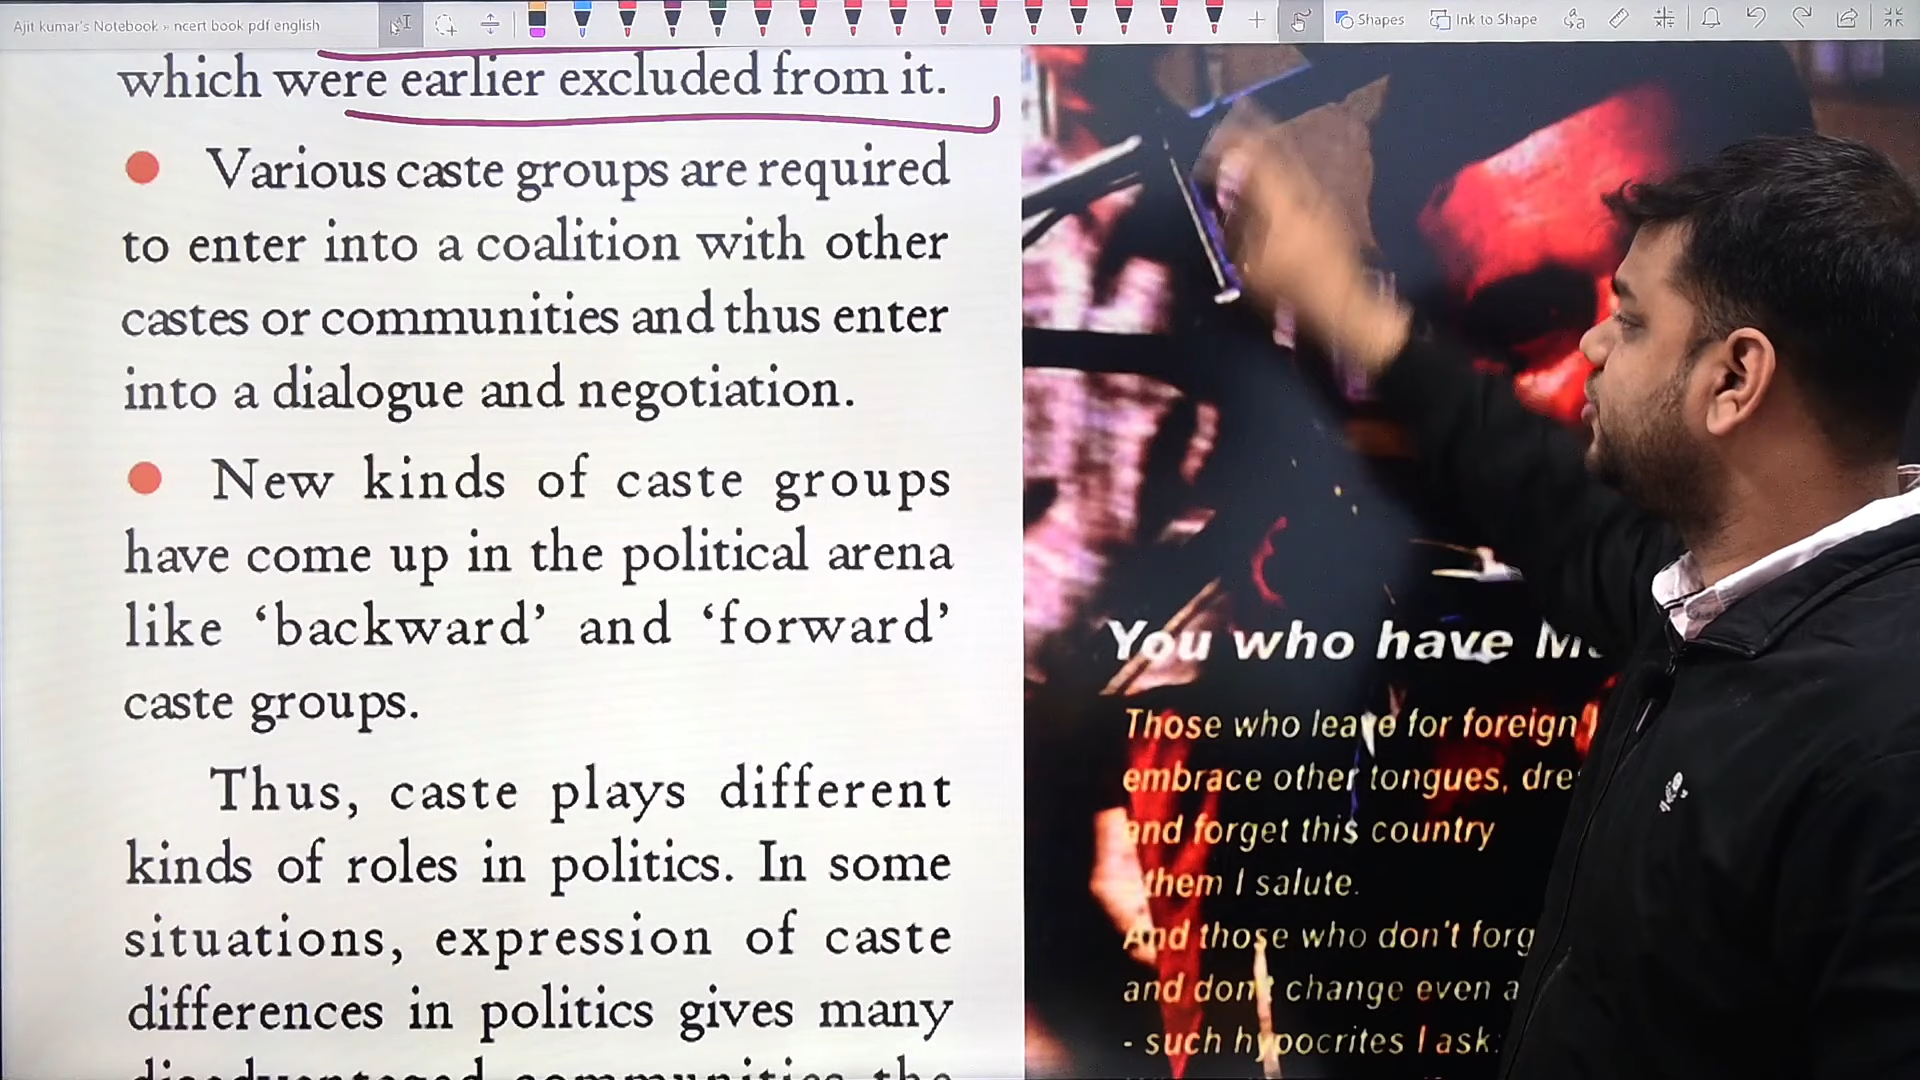 Ajit kumar's Notebook » ncert book pdf english
Shapes
Ink to Shape
which were earlier excluded from it.
● Various caste groups are required
to enter into a coalition with other
castes or communities and thus enter
into a dialogue and negotiation.
● New kinds of caste groups
have come up in the political arena
like ‘backward’ and ‘forward’
caste groups.
Thus, caste plays different
kinds of roles in politics. In some
situations, expression of caste
differences in politics gives many
disadvantaged communities the
You who have
Those who leave for foreign
embrace other tongues,
and forget this country
- them I salute.
And those who don't
and don't change even a
- such hypocrites I ask: